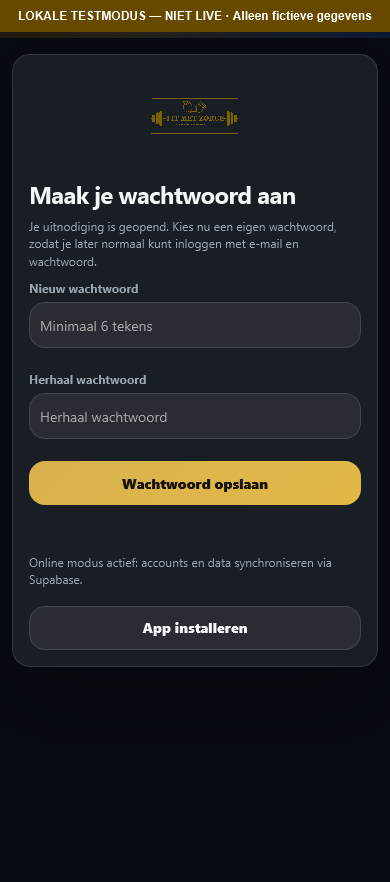 LOKALE TESTMODUS — NIET LIVE · Alleen fictieve gegevens
Maak je wachtwoord aan
Je uitnodiging is geopend. Kies nu een eigen wachtwoord,
zodat je later normaal kunt inloggen met e-mail en
wachtwoord.
Nieuw wachtwoord
Minimaal 6 tekens
Herhaal wachtwoord
Herhaal wachtwoord
Wachtwoord opslaan
Online modus actief: accounts en data synchroniseren via
Supabase.
App installeren